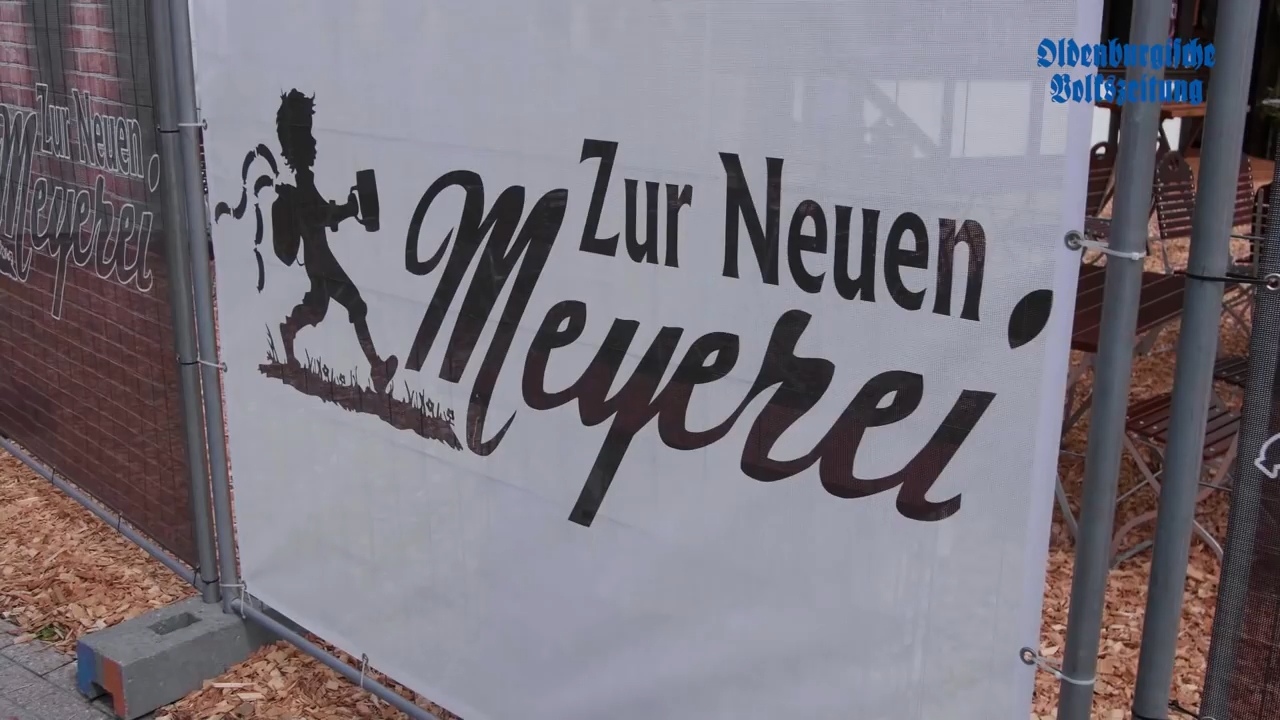 Oldenburgische
Volkszeitung
Zur Neuen
Meyerei
Zur Neuen
Meyerei